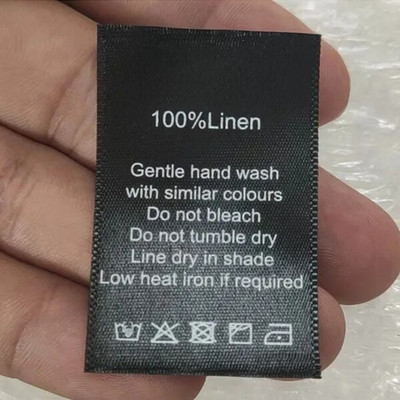 100%Linen
Gentle hand wash
with similar colours
Do not bleach
Do not tumble dry
Line dry in shade
Low heat iron if required